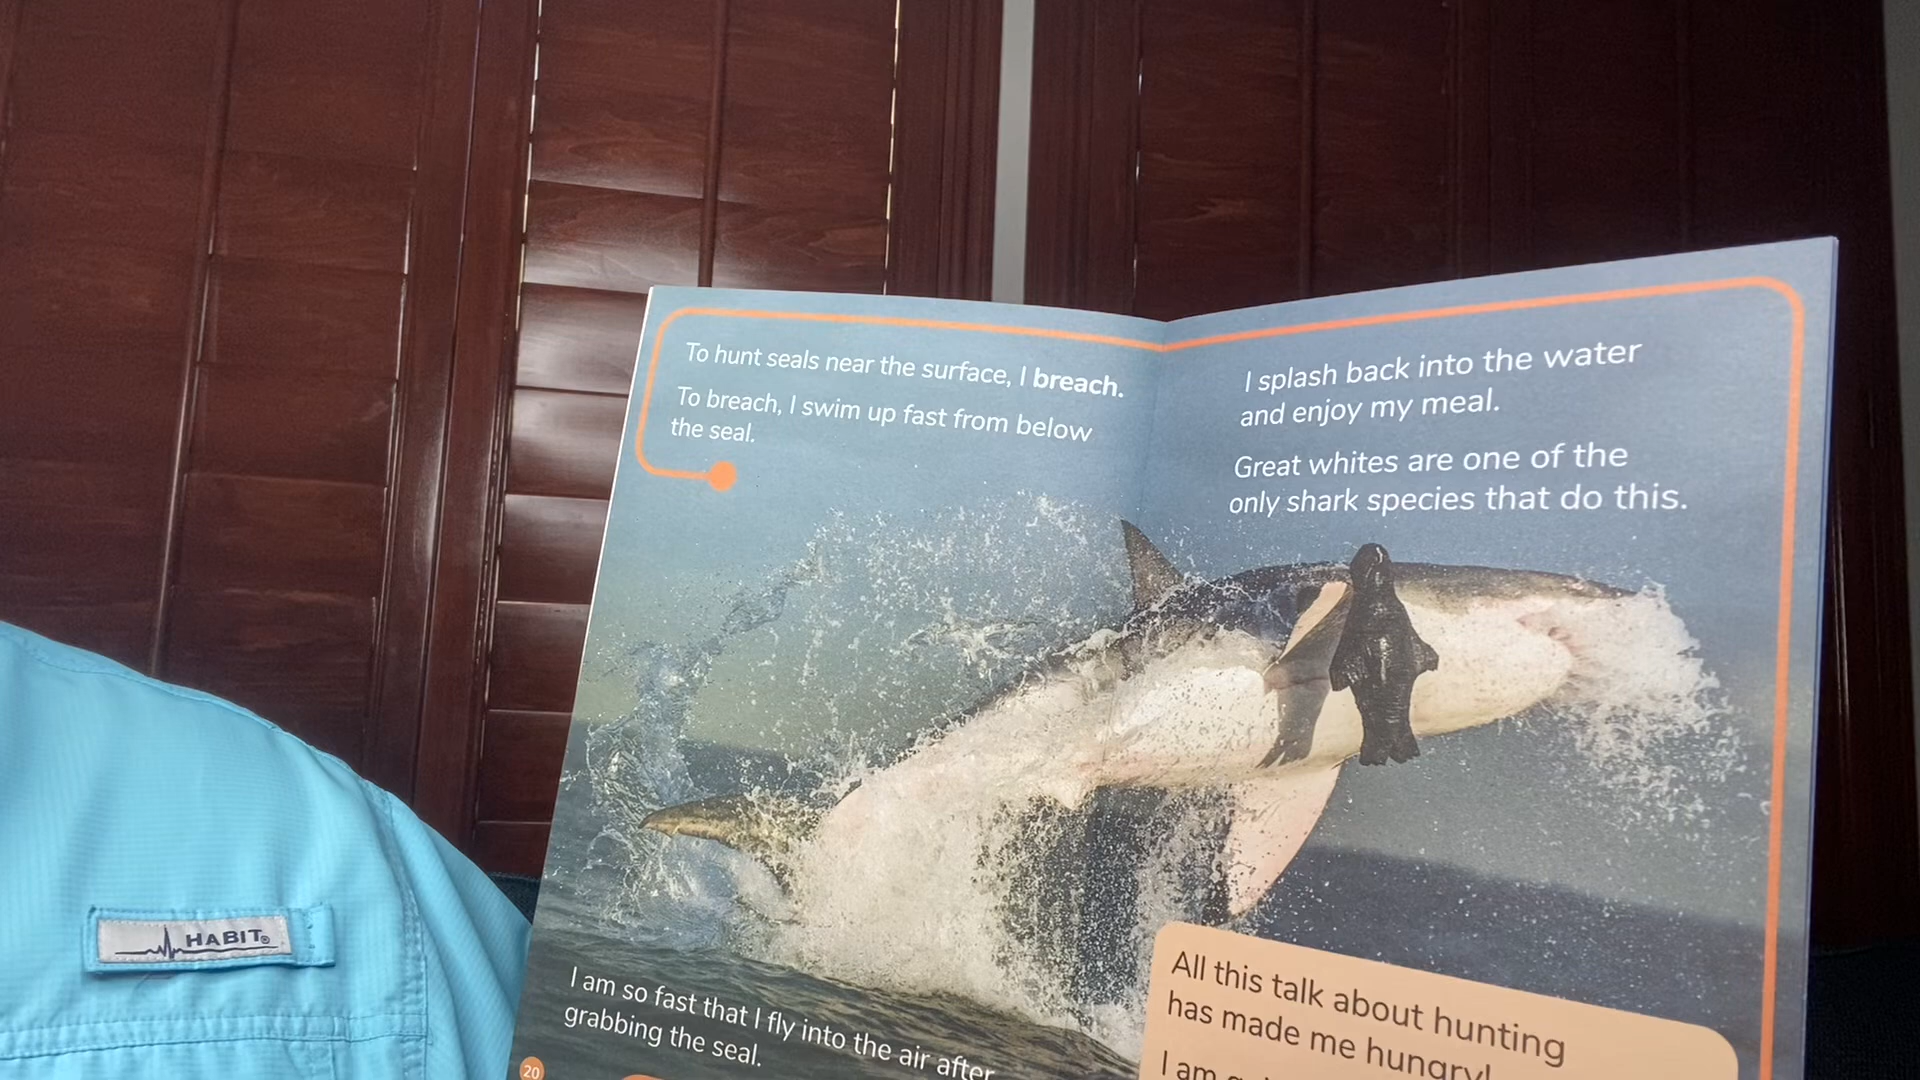 To hunt seals near the surface, I breach.
To breach, I swim up fast from below
the seal.
I am so fast that I fly into the air after
grabbing the seal.
20
I splash back into the water
and enjoy my meal.
Great whites are one of the
only shark species that do this.
All this talk about hunting
has made me hungry!
I am
HABIT®